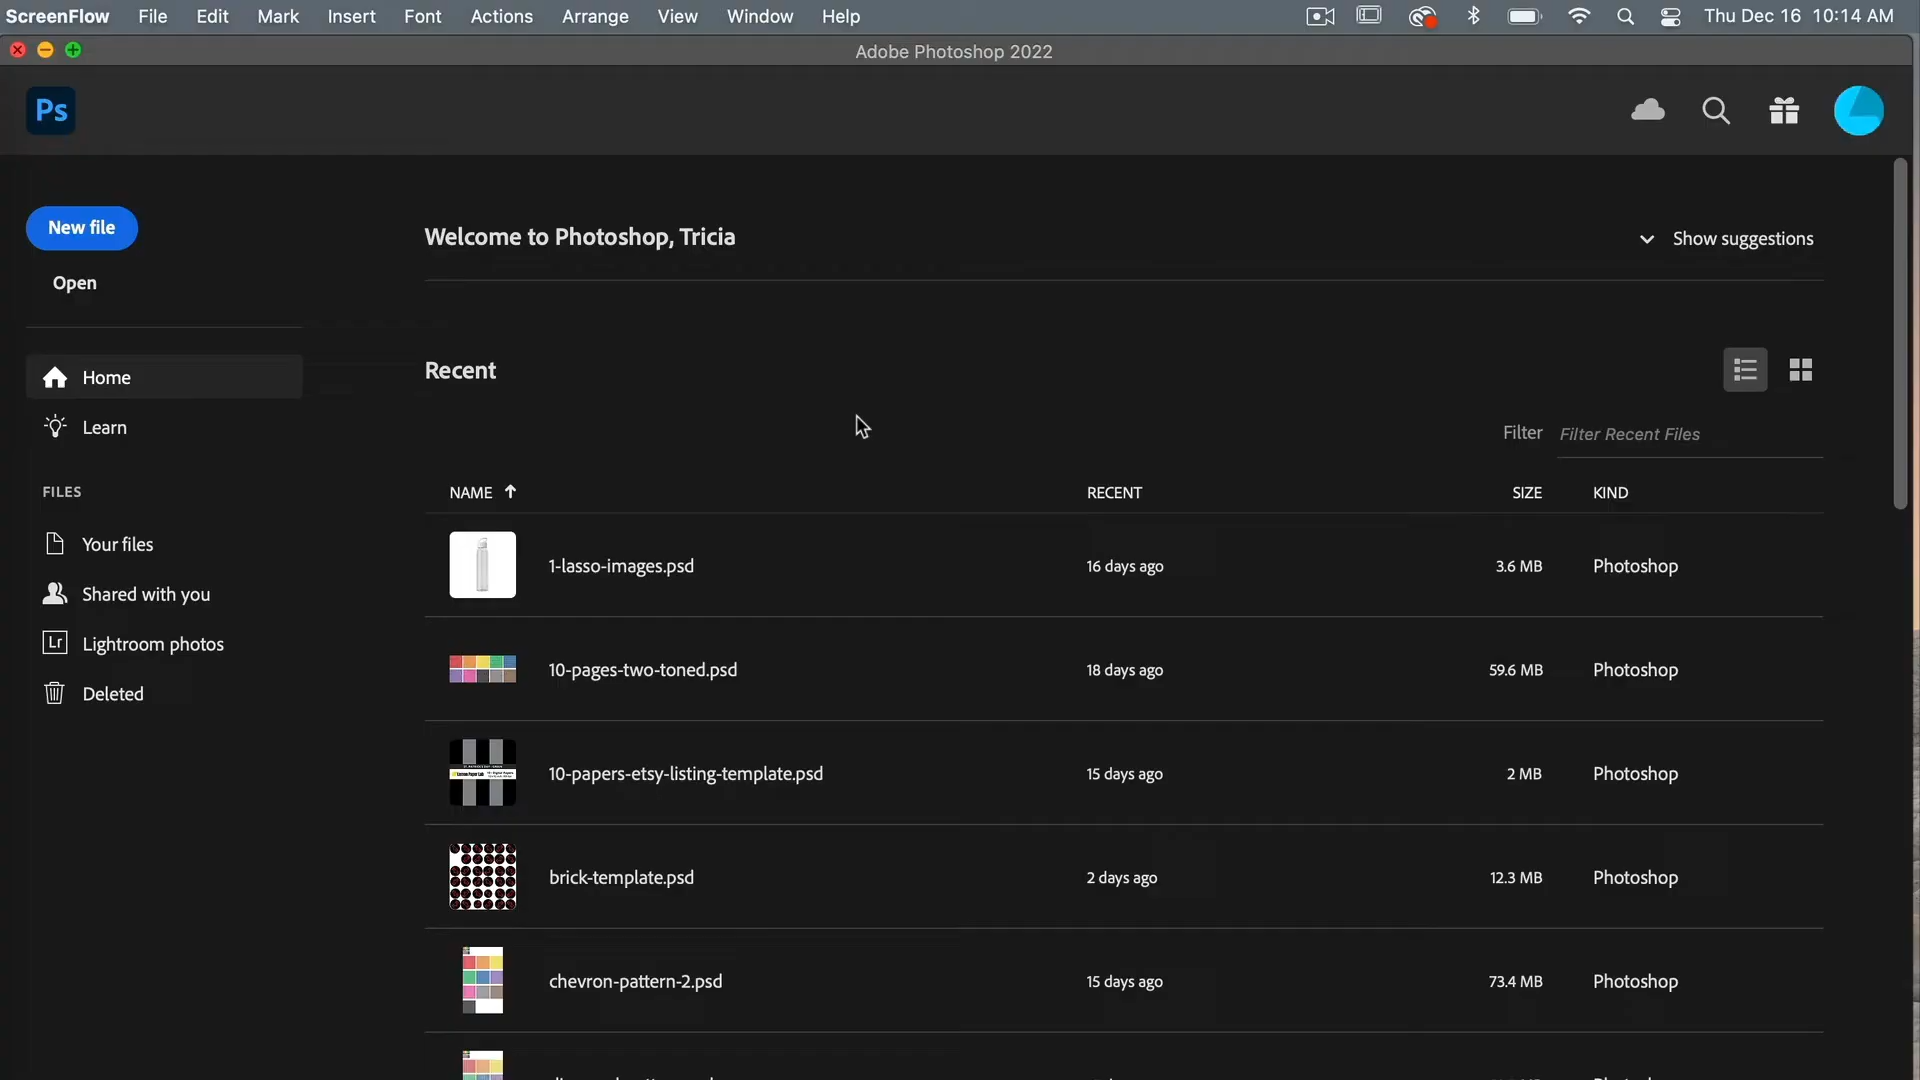 ScreenFlow File Edit Mark Insert Font Actions Arrange View Window Help Thu Dec 16 10:14 AM
Adobe Photoshop 2022
Ps
New file
Open
Home
Learn
FILES
Your files
Shared with you
Lr Lightroom photos
Deleted
Welcome to Photoshop, Tricia
Show suggestions
Recent
Filter Filter Recent Files
NAME RECENT SIZE KIND
1-lasso-images.psd 16 days ago 3.6 MB Photoshop
10-pages-two-toned.psd 18 days ago 59.6 MB Photoshop
10-papers-etsy-listing-template.psd 15 days ago 2 MB Photoshop
brick-template.psd 2 days ago 12.3 MB Photoshop
chevron-pattern-2.psd 15 days ago 73.4 MB Photoshop